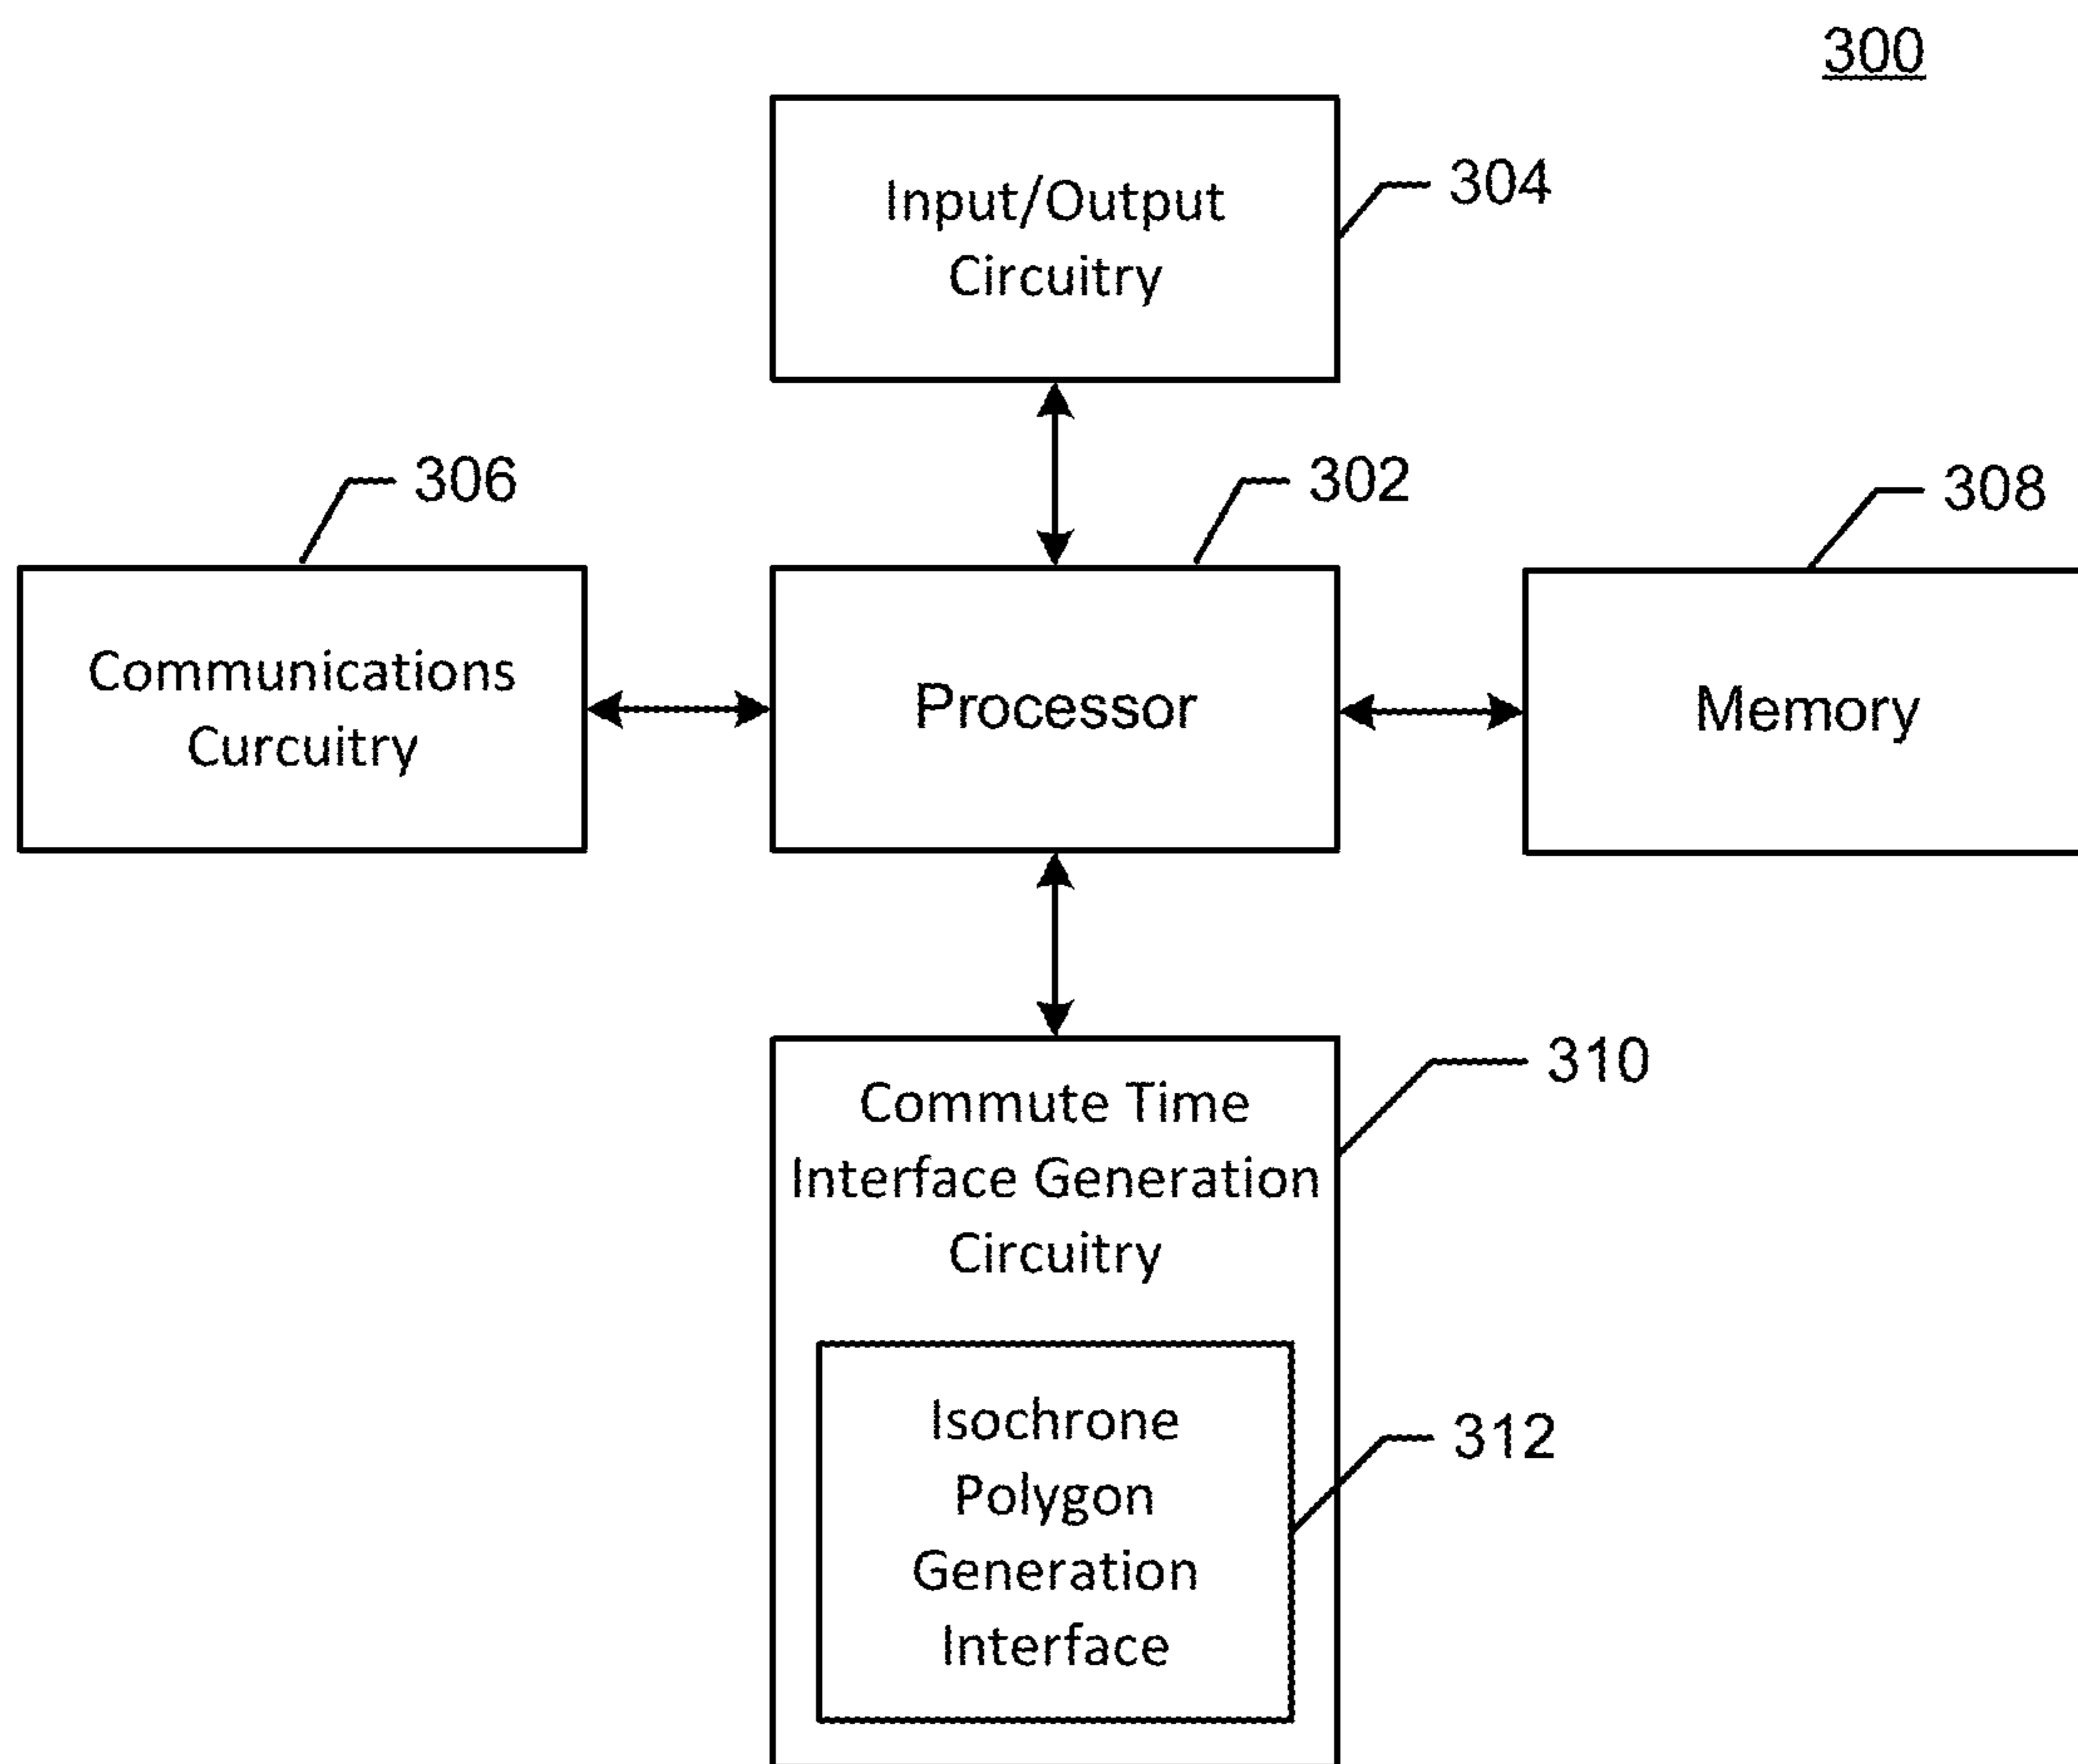 300
Input/Output
Circuitry
304
306
302
308
Communications
Curcuitry
Processor
Memory
310
Commute Time
Interface Generation
Circuitry
312
Isochrone
Polygon
Generation
Interface